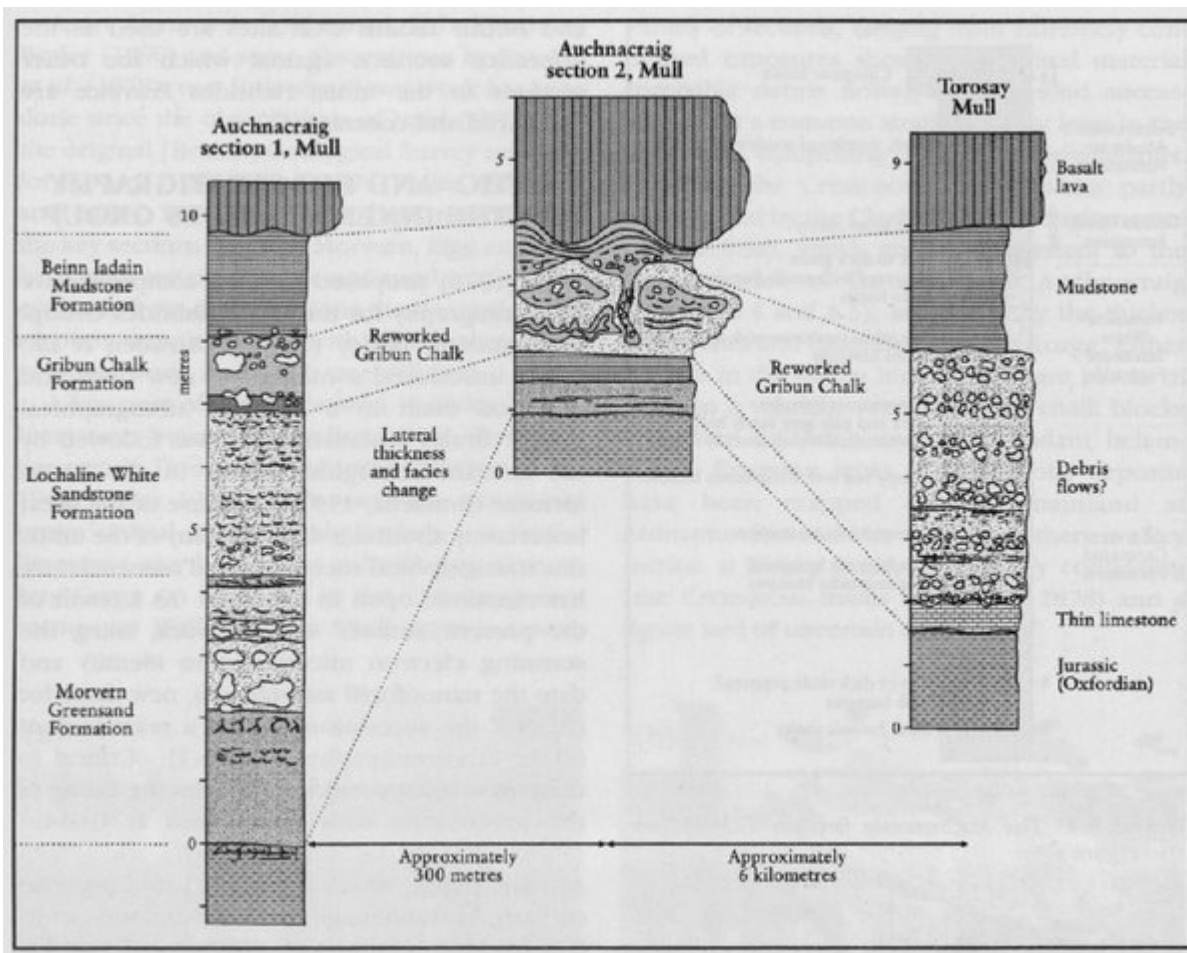 Auchnacraig
section 1, Mull
10
metres
5
0
Beinn Iadain
Mudstone
Formation
Gribun Chalk
Formation
Lochaline White
Sandstone
Formation
Morvern
Greensand
Formation
Auchnacraig
section 2, Mull
5
0
Reworked
Gribun Chalk
Lateral
thickness
and facies
change
Reworked
Gribun Chalk
Torosay
Mull
9
5
0
Basalt
lava
Mudstone
Debris
flows?
Thin limestone
Jurassic
(Oxfordian)
Approximately
300 metres
Approximately
6 kilometres